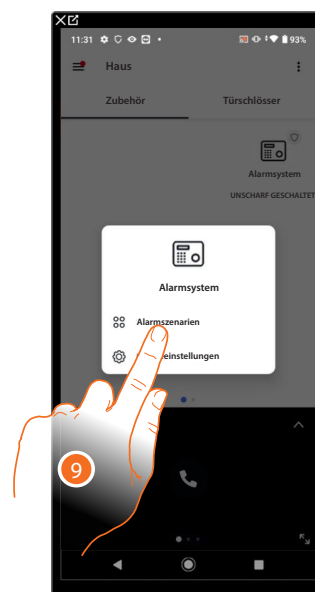 11:31
93%
Haus
Zubehör
Türschlösser
Alarmsystem
UNSCHARF GESCHALTET
Alarmsystem
Alarmszenarien
einstellungen
9